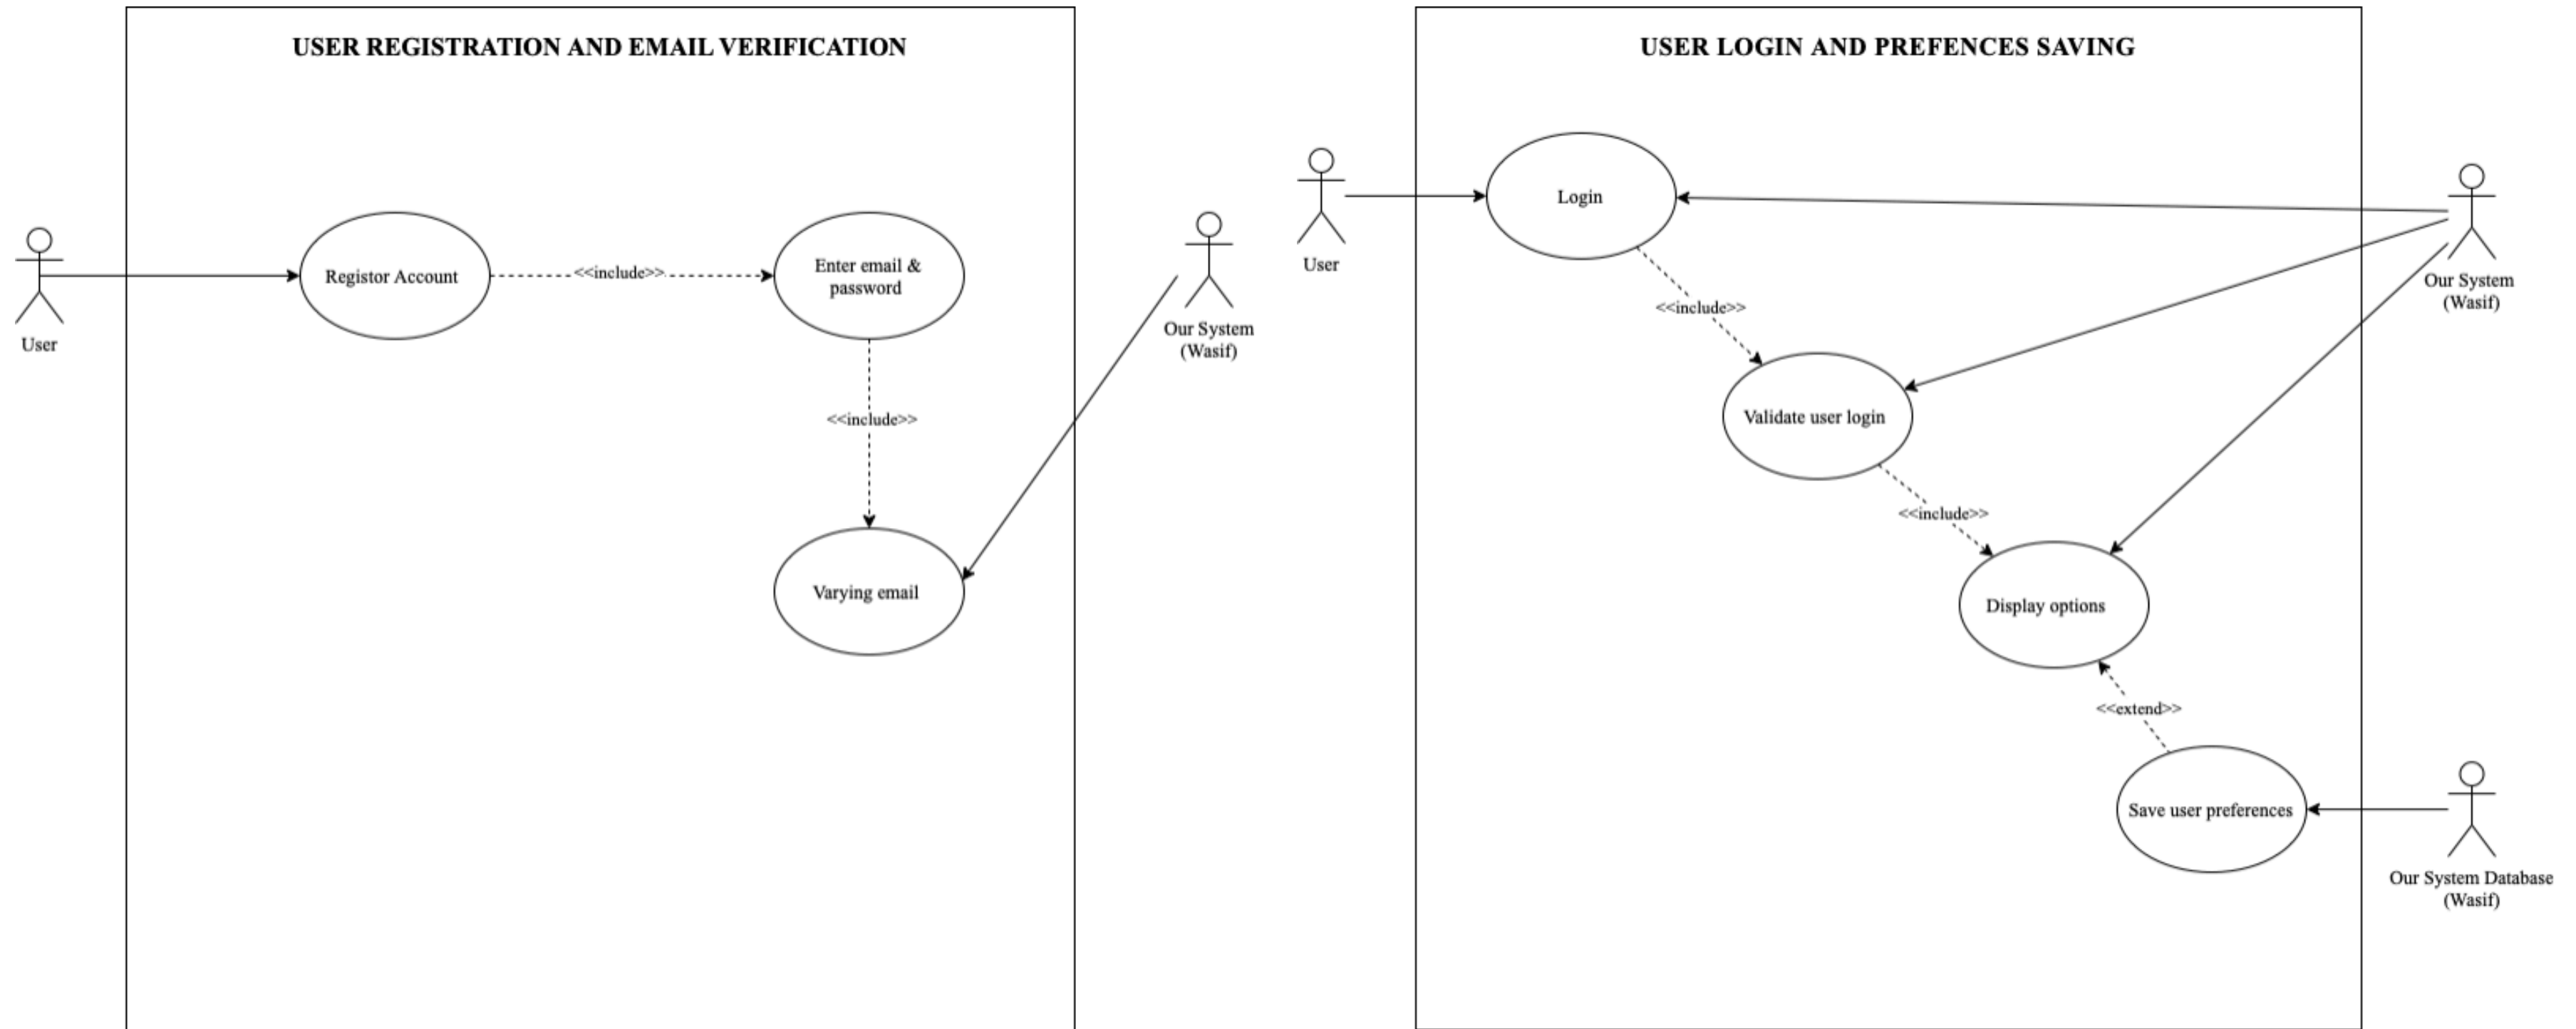 USER REGISTRATION AND EMAIL VERIFICATION
User
Registor Account
<<include>>
Enter email &
password
<<include>>
Varying email
Our System
(Wasif)
USER LOGIN AND PREFENCES SAVING
User
Login
<<include>>
Validate user login
<<include>>
Display options
<<extend>>
Save user preferences
Our System
(Wasif)
Our System Database
(Wasif)